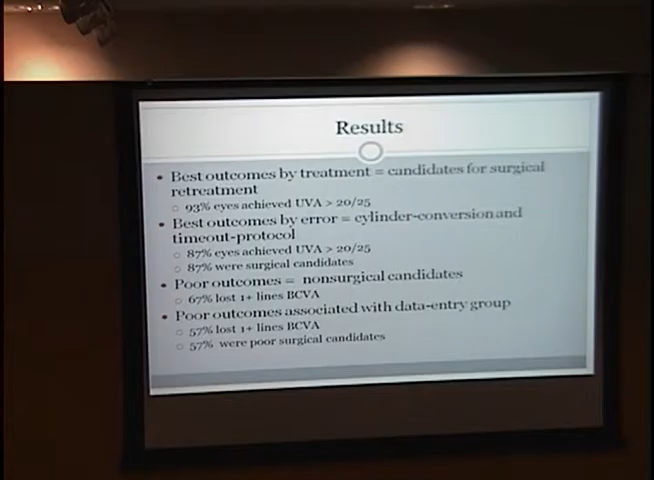 Results
• Best outcomes by treatment = candidates for surgical
retreatment
○ 93% eyes achieved UVA > 20/25
• Best outcomes by error = cylinder-conversion and
timeout-protocol
○ 87% eyes achieved UVA > 20/25
○ 87% were surgical candidates
• Poor outcomes = nonsurgical candidates
○ 67% lost 1+ lines BCVA
• Poor outcomes associated with data-entry group
○ 57% lost 1+ lines BCVA
○ 57% were poor surgical candidates